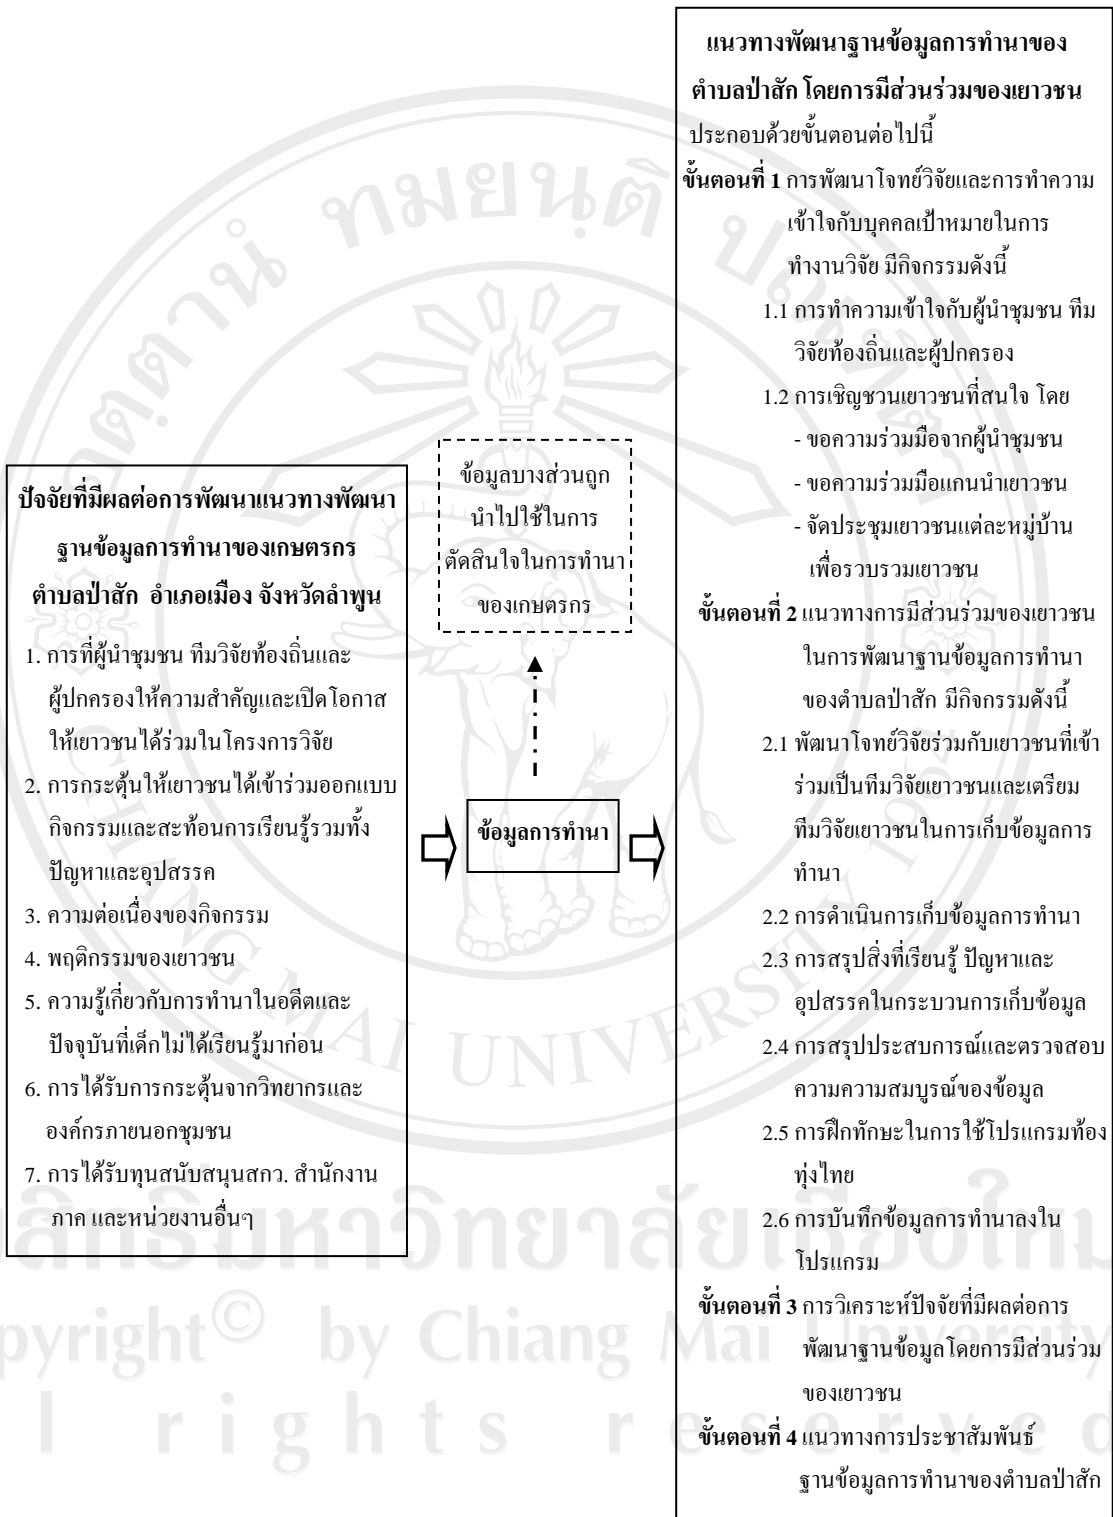 ปัจจัยที่มีผลต่อการพัฒนาแนวทางพัฒนา
ฐานข้อมูลการทำนาของเกษตรกร
ตำบลป่าสัก อำเภอเมือง จังหวัดลำพูน
1. การที่ผู้นำชุมชน ทีมวิจัยท้องถิ่นและ
ผู้ปกครองให้ความสำคัญและเปิดโอกาส
ให้เยาวชนได้ร่วมในโครงการวิจัย
2. การกระตุ้นให้เยาวชนได้เข้าร่วมออกแบบ
กิจกรรมและสะท้อนการเรียนรู้รวมทั้ง
ปัญหาและอุปสรรค
3. ความต่อเนื่องของกิจกรรม
4. พฤติกรรมของเยาวชน
5. ความรู้เกี่ยวกับการทำนาในอดีตและ
ปัจจุบันที่เด็กไม่ได้เรียนรู้มาก่อน
6. การได้รับการกระตุ้นจากวิทยากรและ
องค์กรภายนอกชุมชน
7. การได้รับทุนสนับสนุนสกว. สำนักงาน
ภาค และหน่วยงานอื่นๆ
ข้อมูลบางส่วนถูก
นำไปใช้ในการ
ตัดสินใจในการทำนา
ของเกษตรกร
ข้อมูลการทำนา
แนวทางพัฒนาฐานข้อมูลการทำนาของ
ตำบลป่าสัก โดยการมีส่วนร่วมของเยาวชน
ประกอบด้วยขั้นตอนต่อไปนี้
ขั้นตอนที่ 1 การพัฒนาโจทย์วิจัยและการทำความ
เข้าใจกับบุคคลเป้าหมายในการ
ทำงานวิจัย มีกิจกรรมดังนี้
1.1 การทำความเข้าใจกับผู้นำชุมชน ทีม
วิจัยท้องถิ่นและผู้ปกครอง
1.2 การเชิญชวนเยาวชนที่สนใจ โดย
- ขอความร่วมมือจากผู้นำชุมชน
- ขอความร่วมมือแกนนำเยาวชน
- จัดประชุมเยาวชนแต่ละหมู่บ้าน
เพื่อรวบรวมเยาวชน
ขั้นตอนที่ 2 แนวทางการมีส่วนร่วมของเยาวชน
ในการพัฒนาฐานข้อมูลการทำนา
ของตำบลป่าสัก มีกิจกรรมดังนี้
2.1 พัฒนาโจทย์วิจัยร่วมกับเยาวชนที่เข้า
ร่วมเป็นทีมวิจัยเยาวชนและเตรียม
ทีมวิจัยเยาวชนในการเก็บข้อมูลการ
ทำนา
2.2 การดำเนินการเก็บข้อมูลการทำนา
2.3 การสรุปสิ่งที่เรียนรู้ ปัญหาและ
อุปสรรคในกระบวนการเก็บข้อมูล
2.4 การสรุปประสบการณ์และตรวจสอบ
ความความสมบูรณ์ของข้อมูล
2.5 การฝึกทักษะในการใช้โปรแกรมท้อง
ทุ่งไทย
2.6 การบันทึกข้อมูลการทำนาลงใน
โปรแกรม
ขั้นตอนที่ 3 การวิเคราะห์ปัจจัยที่มีผลต่อการ
พัฒนาฐานข้อมูลโดยการมีส่วนร่วม
ของเยาวชน
ขั้นตอนที่ 4 แนวทางการประชาสัมพันธ์
ฐานข้อมูลการทำนาของตำบลป่าสัก
CHIANG MAI UNIVERSITY 1964
by Chiang Mai University
rights reserved